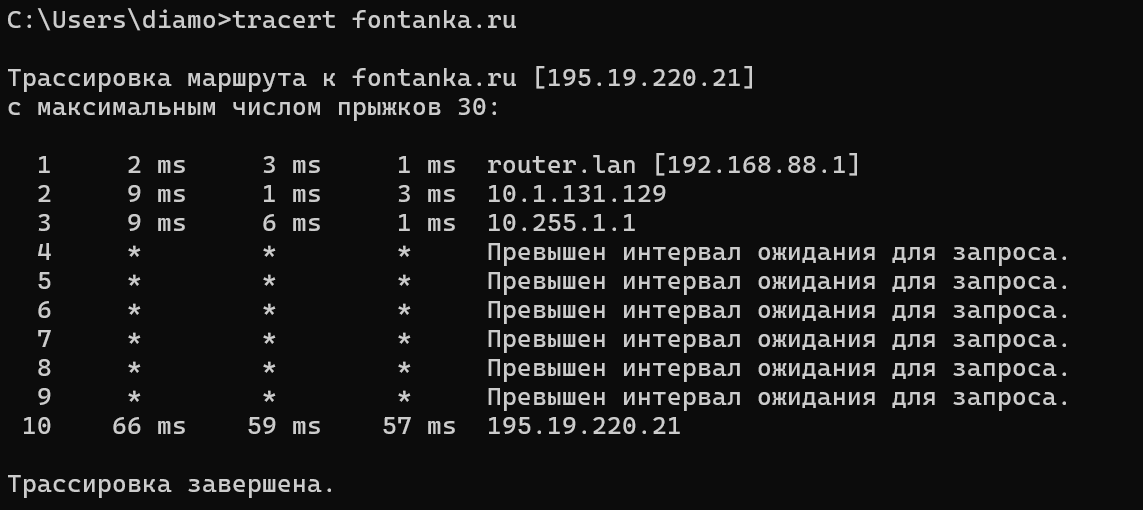 C:\Users\diamo>tracert fontanka.ru
Трассировка маршрута к fontanka.ru [195.19.220.21]
с максимальным числом прыжков 30:
1 2 ms 3 ms 1 ms router.lan [192.168.88.1]
2 9 ms 1 ms 3 ms 10.1.131.129
3 9 ms 6 ms 1 ms 10.255.1.1
4 * * * Превышен интервал ожидания для запроса.
5 * * * Превышен интервал ожидания для запроса.
6 * * * Превышен интервал ожидания для запроса.
7 * * * Превышен интервал ожидания для запроса.
8 * * * Превышен интервал ожидания для запроса.
9 * * * Превышен интервал ожидания для запроса.
10 66 ms 59 ms 57 ms 195.19.220.21
Трассировка завершена.